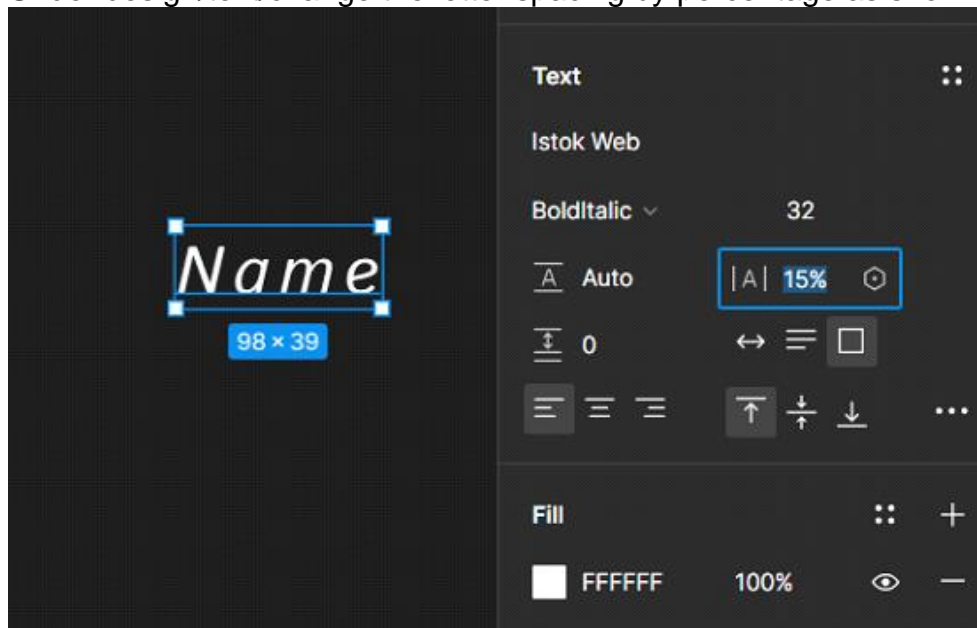 Text
Istok Web
BoldItalic 32
A Auto |A| 15%
0
Name
98 × 39
Fill
FFFFFF 100%